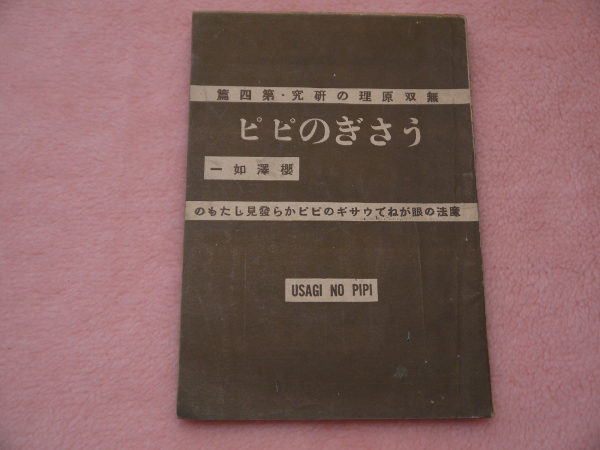 無双原理の研究・第四篇
うさぎのピピ
櫻澤如一
魔法の眼がねでウサギのピピから發見したもの
USAGI NO PIPI